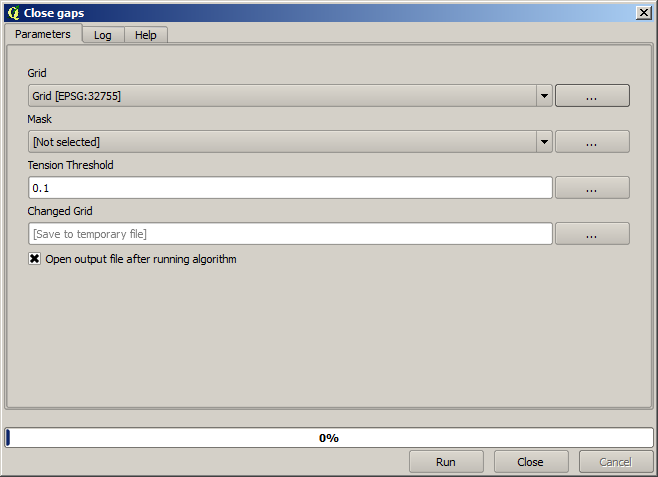 Close gaps
Parameters Log Help
Grid
Grid [EPSG:32755] ...
Mask
[Not selected] ...
Tension Threshold
0.1 ...
Changed Grid
[Save to temporary file] ...
Open output file after running algorithm
0%
Run Close Cancel